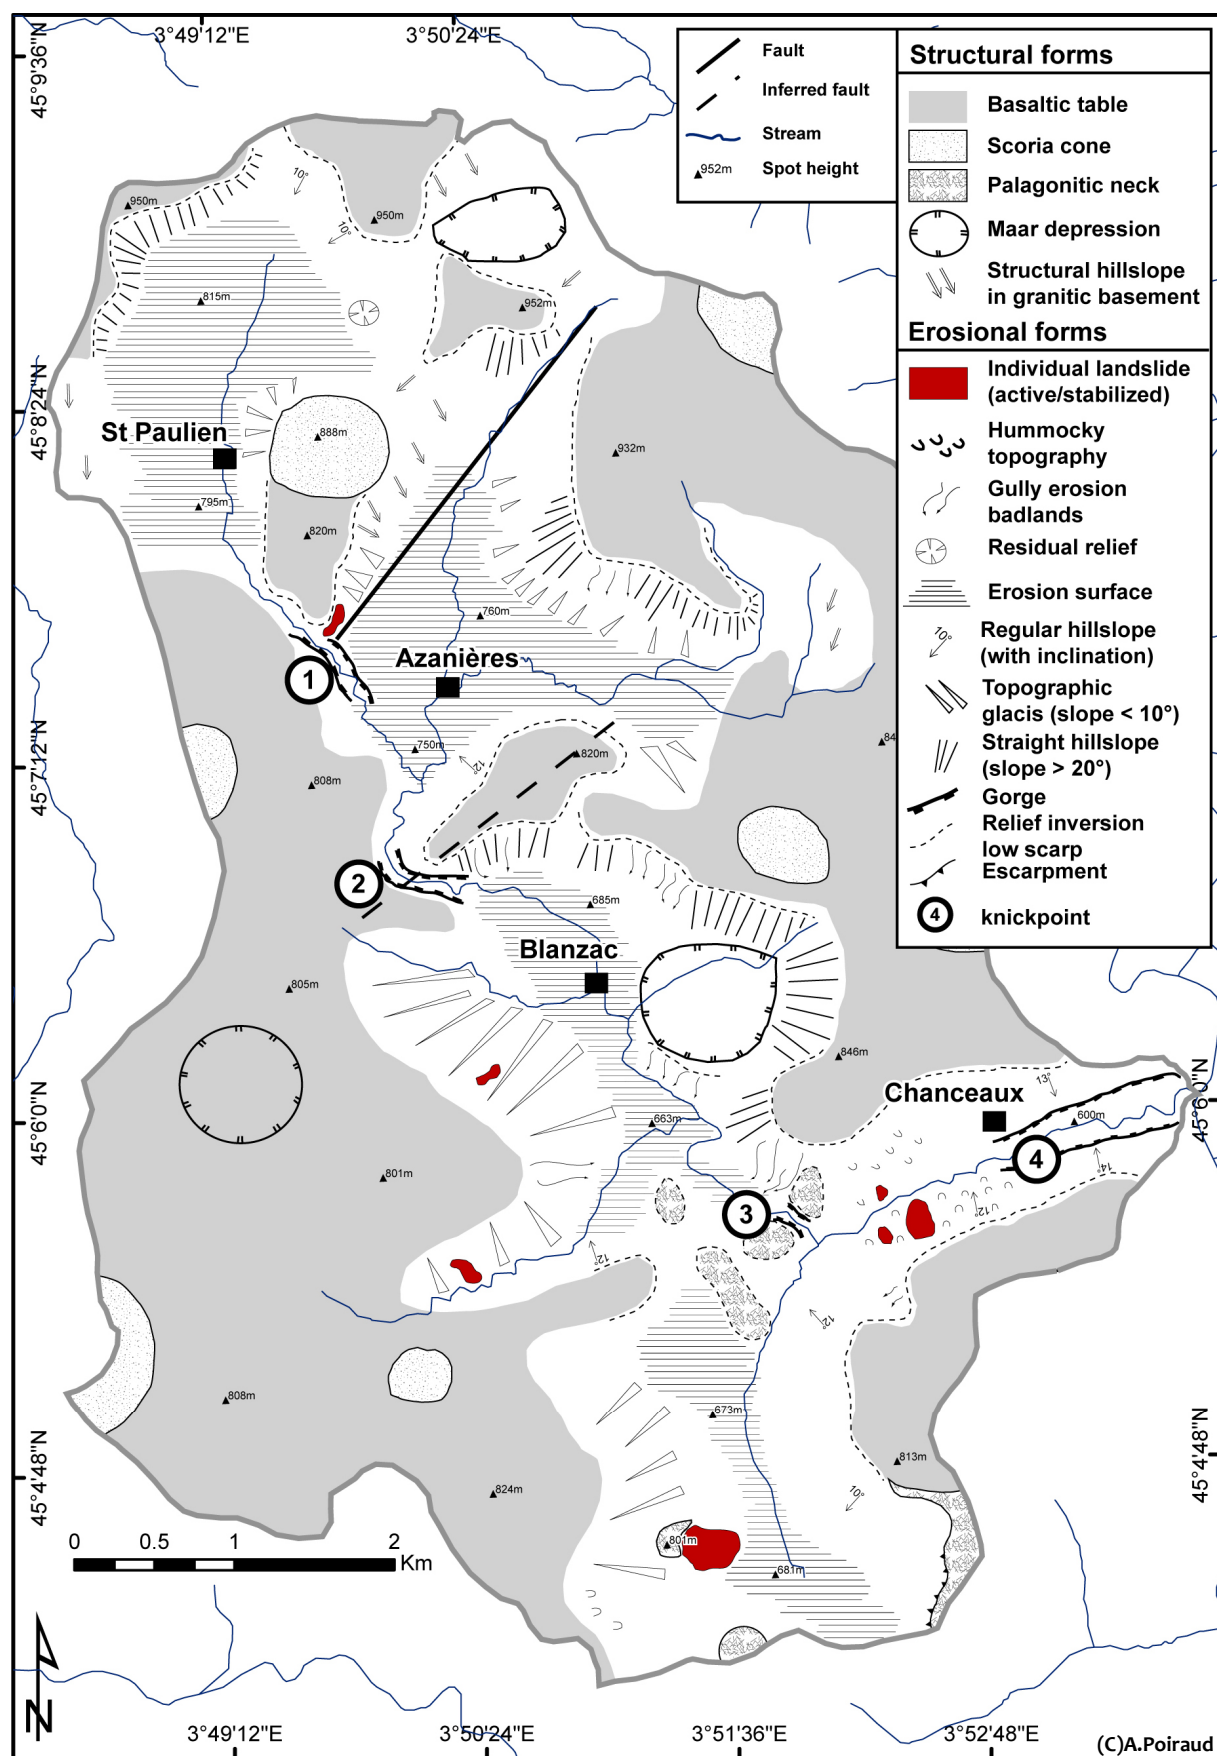 3°49'12"E
3°50'24"E
45°9'36"N
Fault
Inferred fault
Stream
952m
Spot height
Structural forms
Basaltic table
Scoria cone
Palagonitic neck
Maar depression
Structural hillslope
in granitic basement
Erosional forms
Individual landslide
(active/stabilized)
Hummocky
topography
Gully erosion
badlands
Residual relief
Erosion surface
10°
Regular hillslope
(with inclination)
Topographic
glacis (slope < 10°)
Straight hillslope
(slope > 20°)
Gorge
Relief inversion
low scarp
Escarpment
4
knickpoint
10°
950m
950m
10°
815m
952m
45°8'24"N
St Paulien
888m
932m
795m
820m
760m
Azanières
1
750m
12°
820m
84
45°7'12"N
808m
2
685m
Blanzac
805m
846m
Chanceaux
13°
600m
45°6'0"N
45°6'0"N
663m
4
14°
801m
12°
3
12°
12°
808m
673m
813m
45°4'48"N
45°4'48"N
824m
10°
801m
681m
0
0.5
1
2
Km
N
3°49'12"E
3°50'24"E
3°51'36"E
3°52'48"E
(C)A.Poiraud